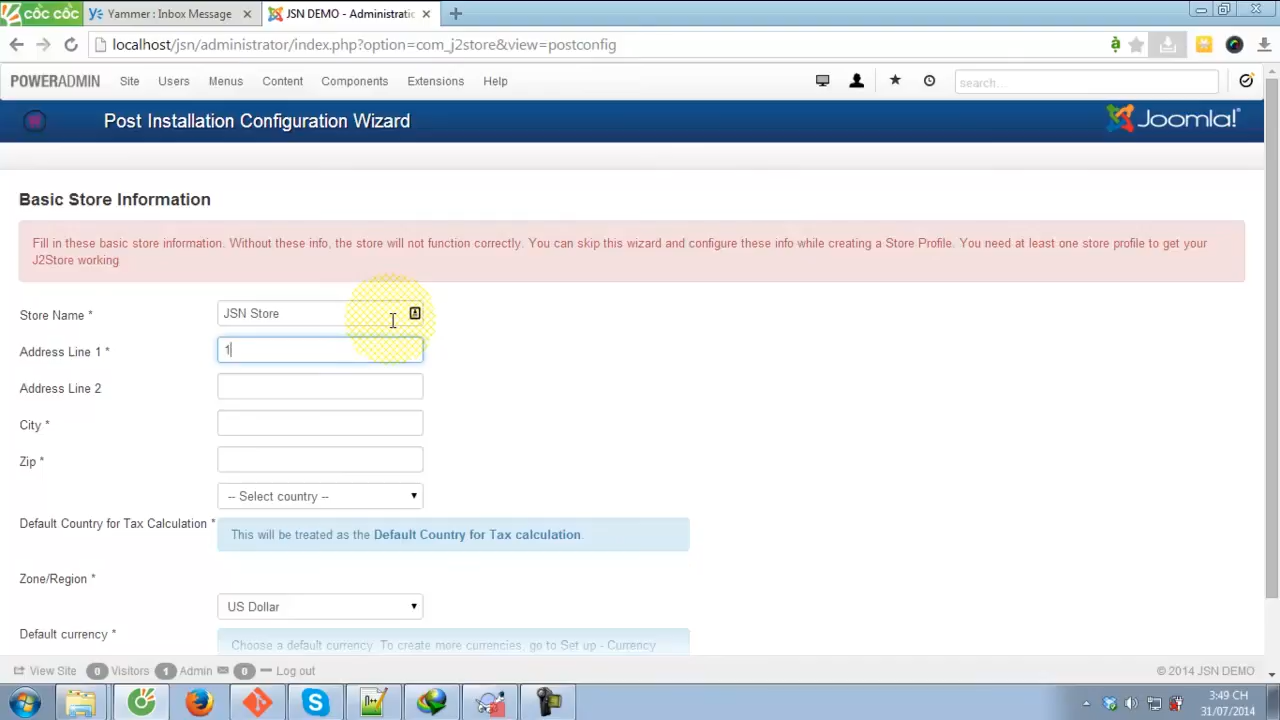 cốc cốc
Yammer : Inbox Message
JSN DEMO - Administratic
localhost/jsn/administrator/index.php?option=com_j2store&view=postconfig
POWERADMIN Site Users Menus Content Components Extensions Help
search...
Post Installation Configuration Wizard
Joomla!
Basic Store Information
Fill in these basic store information. Without these info, the store will not function correctly. You can skip this wizard and configure these info while creating a Store Profile. You need at least one store profile to get your
J2Store working
Store Name * JSN Store
Address Line 1 * 1
Address Line 2
City *
Zip *
-- Select country --
Default Country for Tax Calculation *
This will be treated as the Default Country for Tax calculation.
Zone/Region *
US Dollar
Default currency *
Choose a default currency. To create more currencies, go to Set up - Currency
View Site 0 Visitors 1 Admin 0 Log out
© 2014 JSN DEMO
3:49 CH
31/07/2014